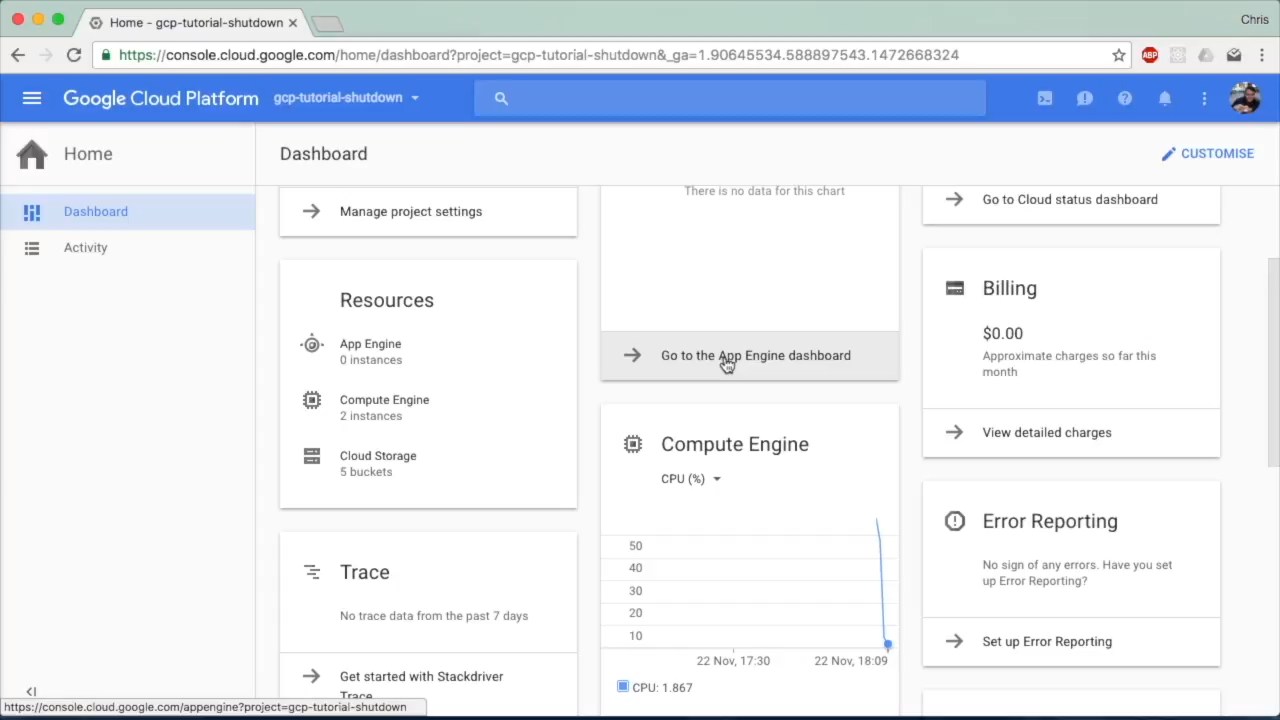 Home - gcp-tutorial-shutdown
Chris
https://console.cloud.google.com/home/dashboard?project=gcp-tutorial-shutdown&_ga=1.90645534.588897543.1472668324
ABP
Google Cloud Platform
gcp-tutorial-shutdown
Home
Dashboard
CUSTOMISE
Dashboard
Activity
Manage project settings
Resources
App Engine
0 instances
Compute Engine
2 instances
Cloud Storage
5 buckets
Trace
No trace data from the past 7 days
Get started with Stackdriver
Trace
There is no data for this chart
Go to the App Engine dashboard
Compute Engine
CPU (%)
50
40
30
20
10
22 Nov, 17:30
22 Nov, 18:09
CPU: 1.867
Go to Cloud status dashboard
Billing
$0.00
Approximate charges so far this
month
View detailed charges
Error Reporting
No sign of any errors. Have you set
up Error Reporting?
Set up Error Reporting
https://console.cloud.google.com/appengine?project=gcp-tutorial-shutdown